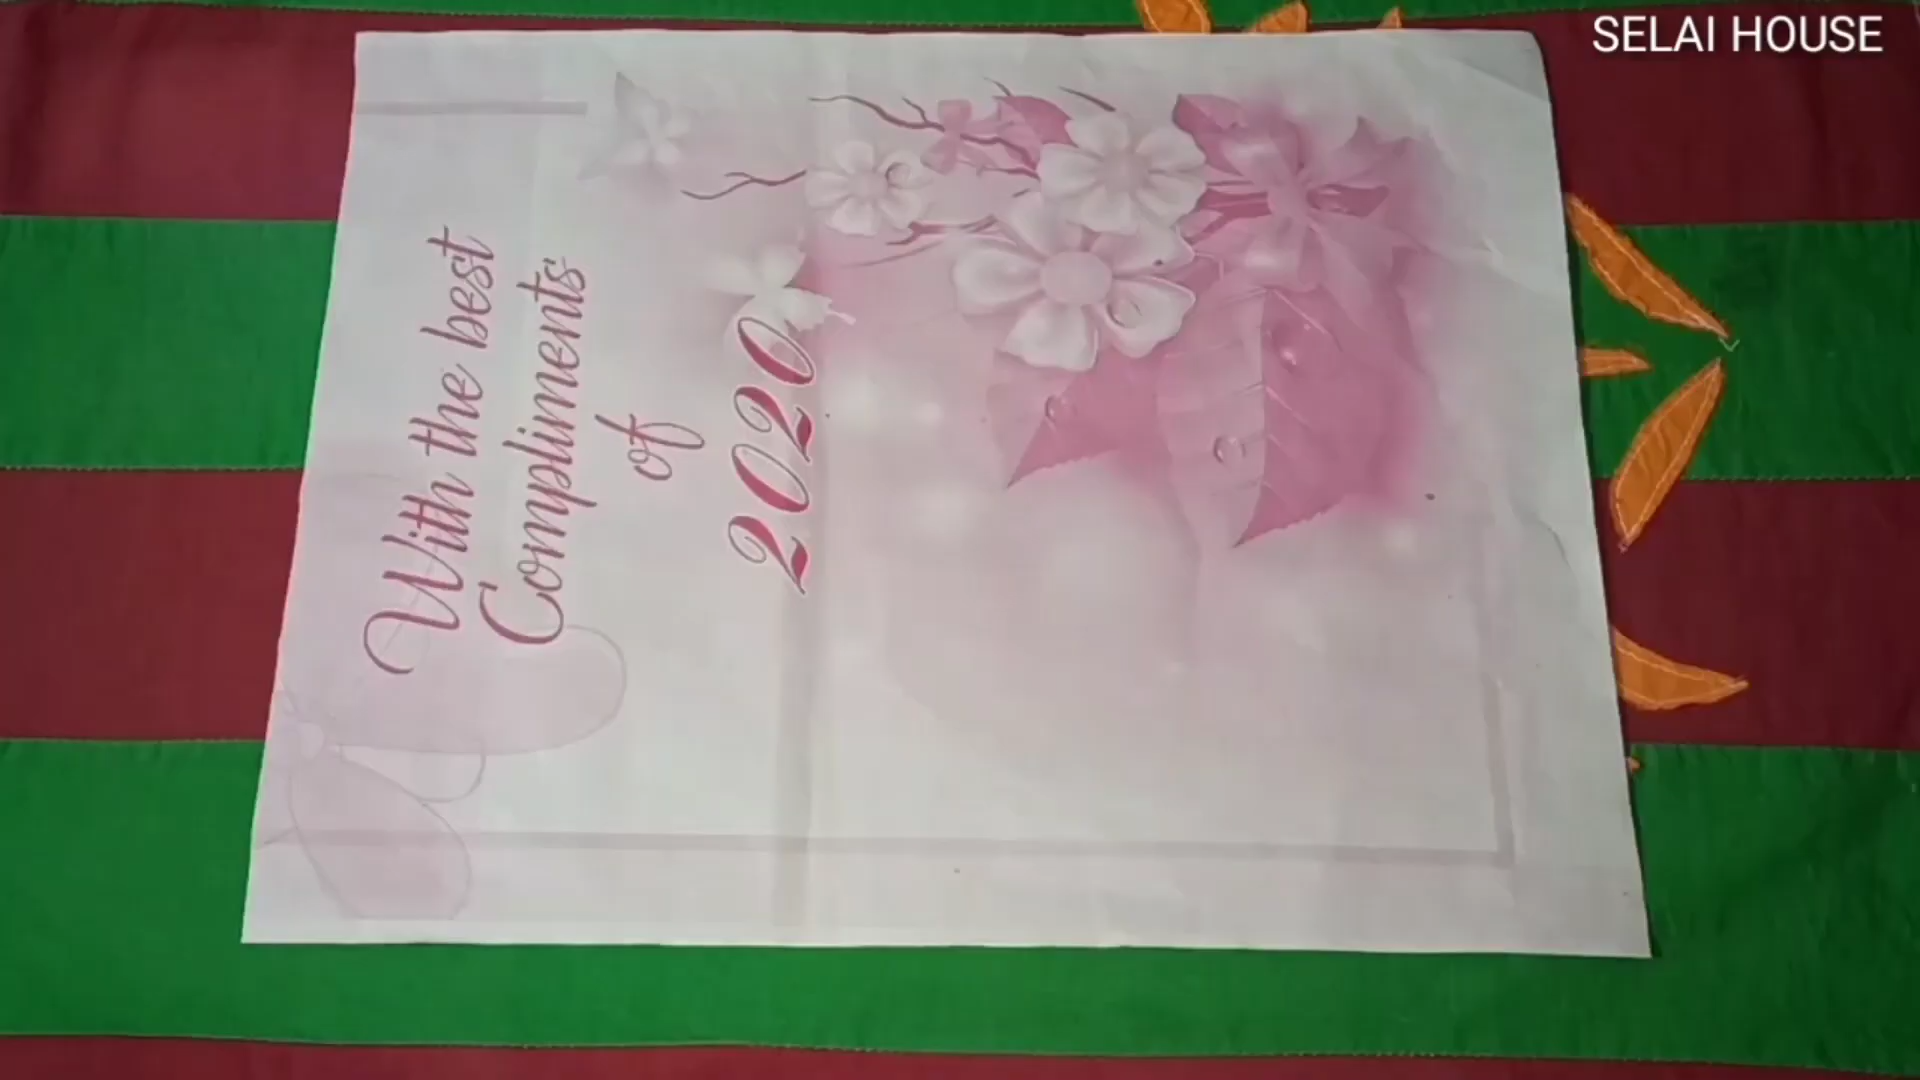 SELAI HOUSE
With the best
Compliments
of
2020